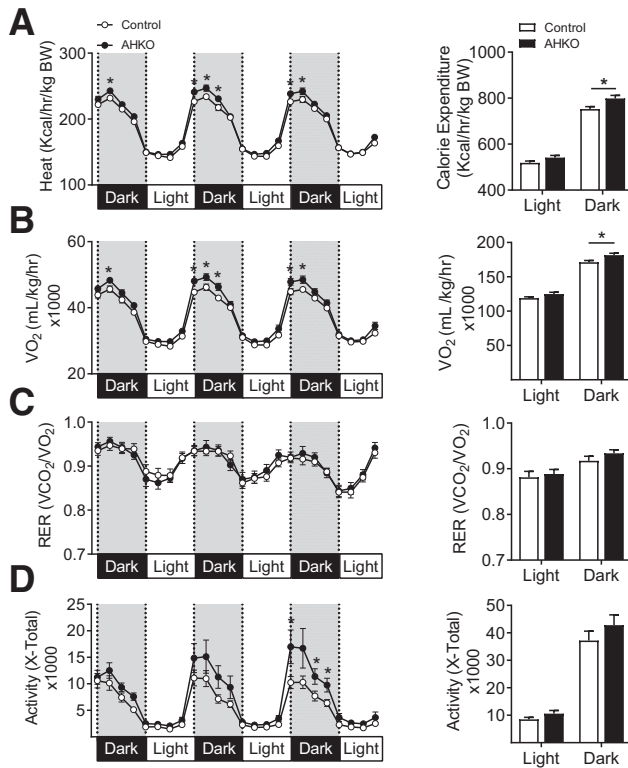 A
Control
AHKO
Heat (Kcal/hr/kg BW)
300
200
100
* * * * * *
Dark Light Dark Light Dark Light
Control
AHKO
Calorie Expenditure
(Kcal/hr/kg BW)
1000
800
600
400
*
Light Dark
B
VO2 (mL/kg/hr)
x1000
60
40
20
* * * * * *
Dark Light Dark Light Dark Light
VO2 (mL /kg/hr)
x1000
200
150
100
50
*
Light Dark
C
RER (VCO2/VO2)
1.0
0.9
0.8
0.7
Dark Light Dark Light Dark Light
RER (VCO2/VO2)
1.0
0.9
0.8
0.7
Light Dark
D
Activity (X-Total)
x1000
25
20
15
10
5
* * *
Dark Light Dark Light Dark Light
Activity (X-Total)
x1000
50
40
30
20
10
0
Light Dark